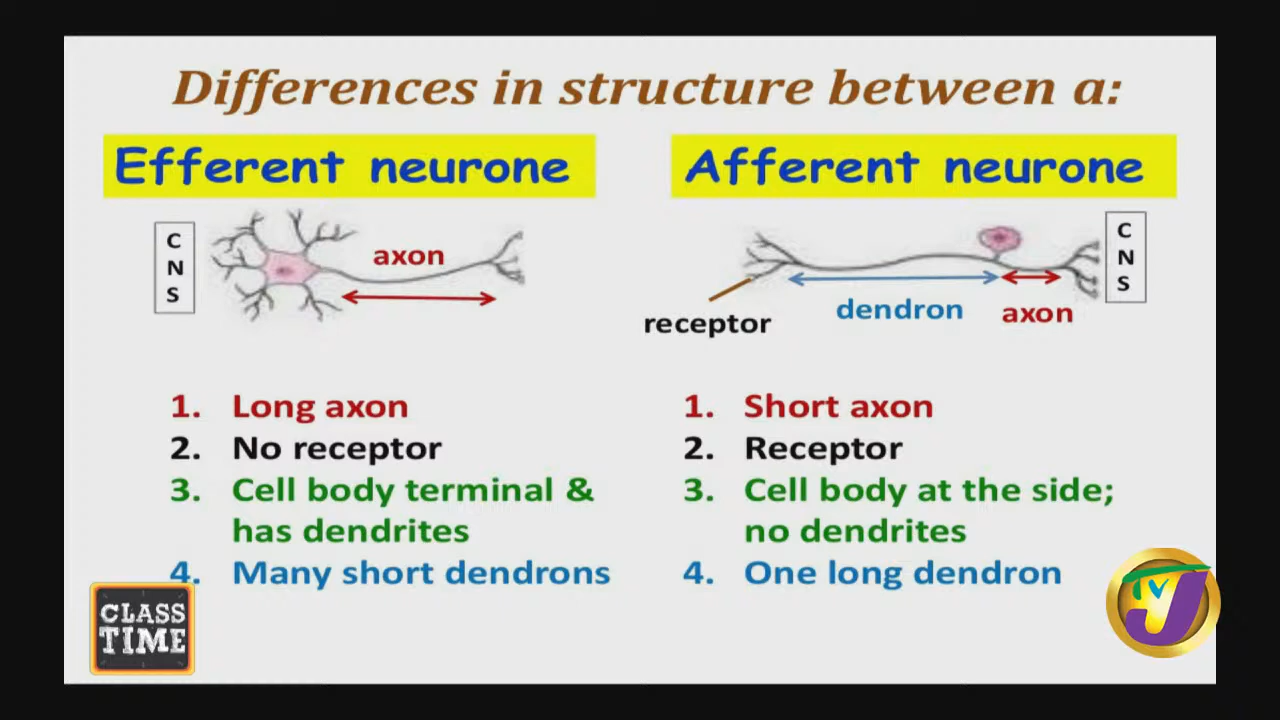 Differences in structure between a:
Efferent neurone
C
N
S
axon
1. Long axon
2. No receptor
3. Cell body terminal &
has dendrites
4. Many short dendrons
Afferent neurone
C
N
S
receptor
dendron
axon
1. Short axon
2. Receptor
3. Cell body at the side;
no dendrites
4. One long dendron
CLASS
TIME
TVJ